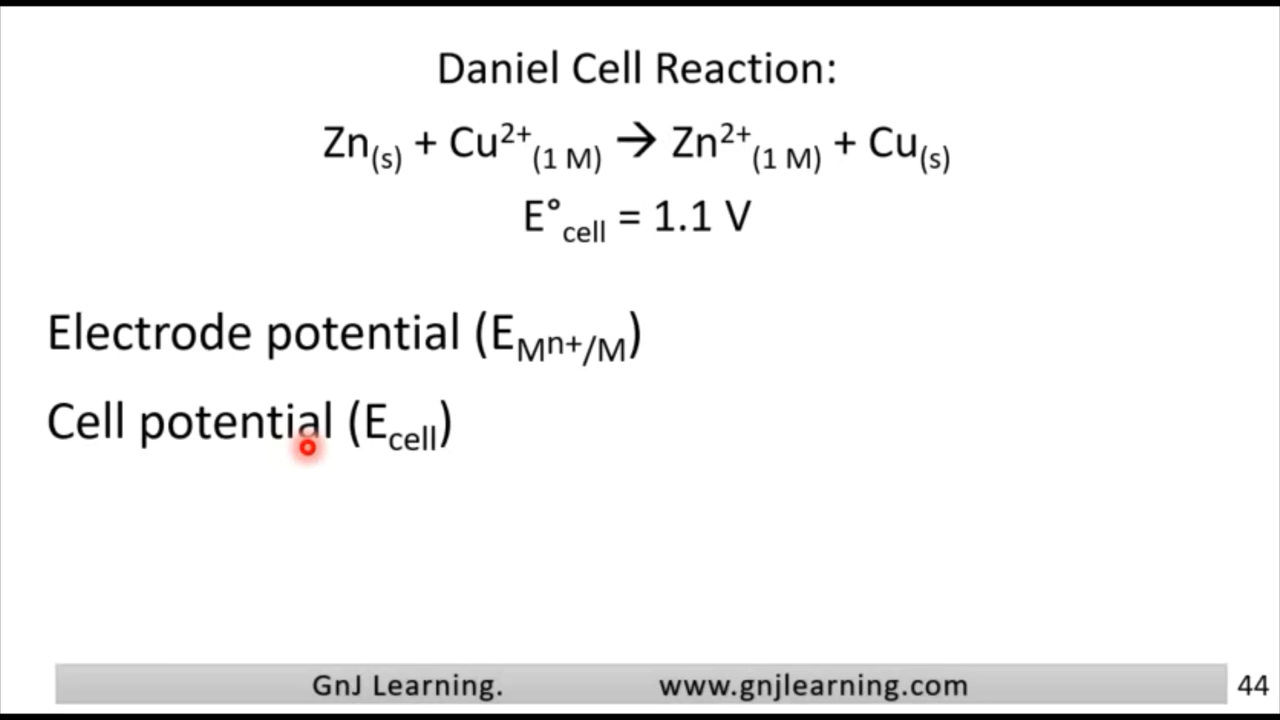 Daniel Cell Reaction:
Zn(s) + Cu²⁺(1 M) → Zn²⁺(1 M) + Cu(s)
E°cell = 1.1 V
Electrode potential (EMⁿ⁺/M)
Cell potential (Ecell)
GnJ Learning. www.gnjlearning.com 44